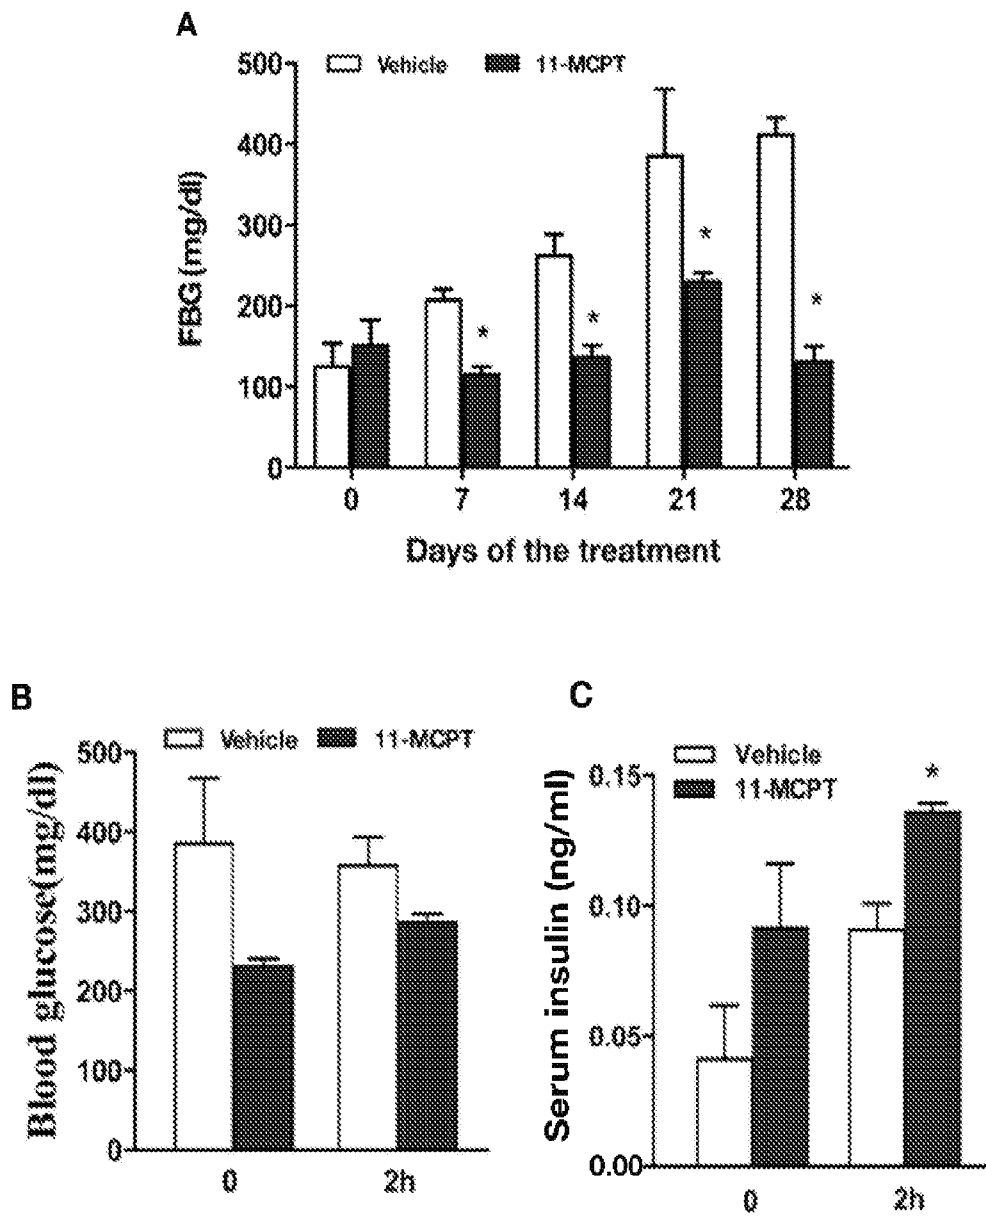 A
Vehicle 11-MCPT
FBG (mg/dl)
500
400
300
200
100
0
* * * *
0 7 14 21 28
Days of the treatment
B
Vehicle 11-MCPT
Blood glucose(mg/dl)
500
400
300
200
100
0
0 2h
C
Vehicle
11-MCPT
*
Serum insulin (ng/ml)
0.15
0.10
0.05
0.00
0 2h